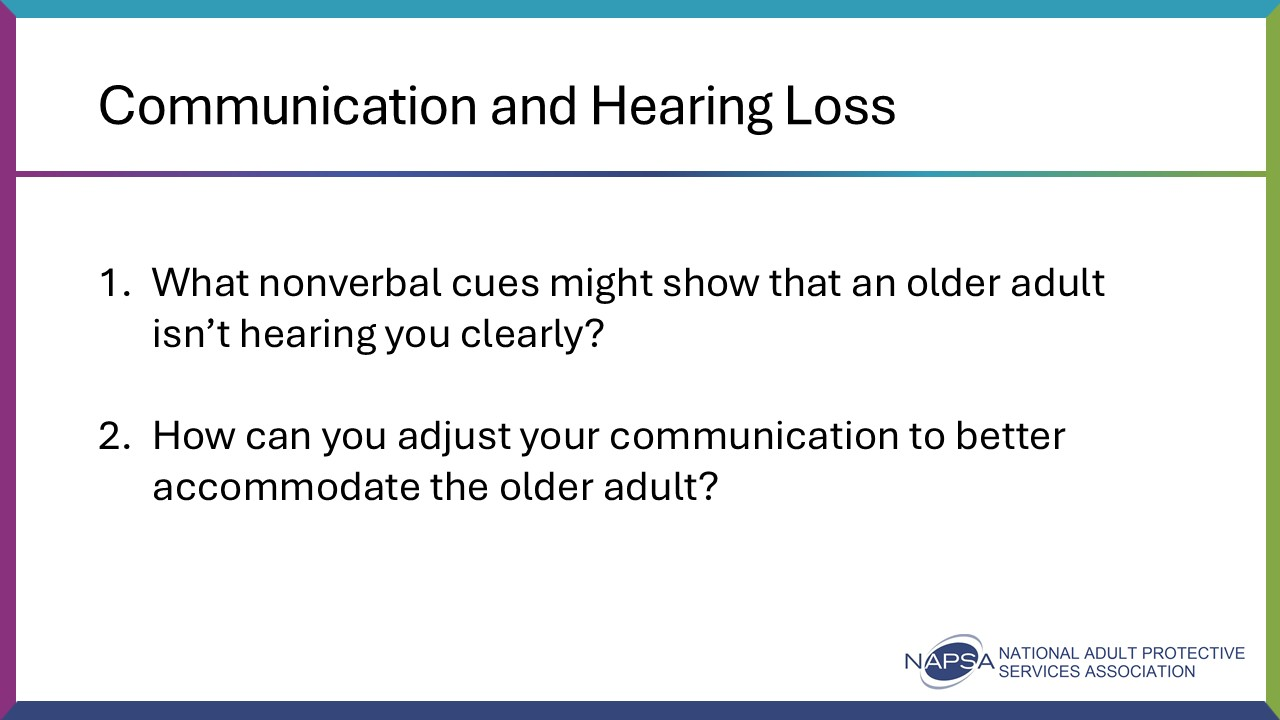 Communication and Hearing Loss
1. What nonverbal cues might show that an older adult
isn’t hearing you clearly?
2. How can you adjust your communication to better
accommodate the older adult?
NAPSA NATIONAL ADULT PROTECTIVE
SERVICES ASSOCIATION